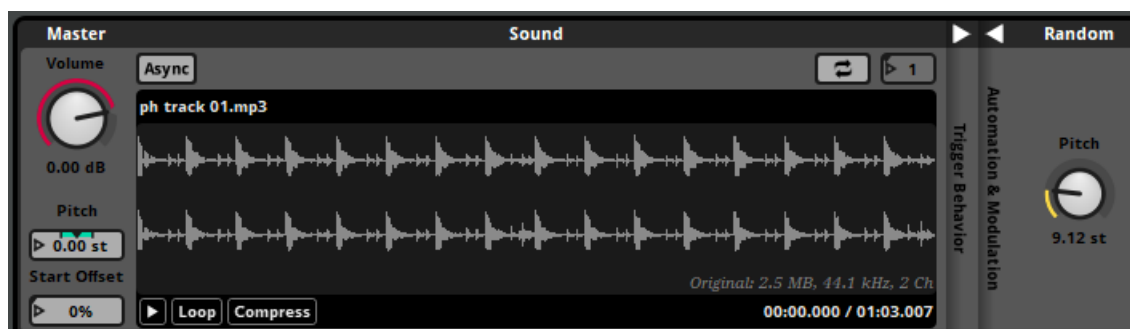 Master
Sound
Random
Volume
0.00 dB
Pitch
0.00 st
Start Offset
0%
Async
1
ph track 01.mp3
Original: 2.5 MB, 44.1 kHz, 2 Ch
Loop
Compress
00:00.000 / 01:03.007
Trigger Behavior
Automation & Modulation
Pitch
9.12 st